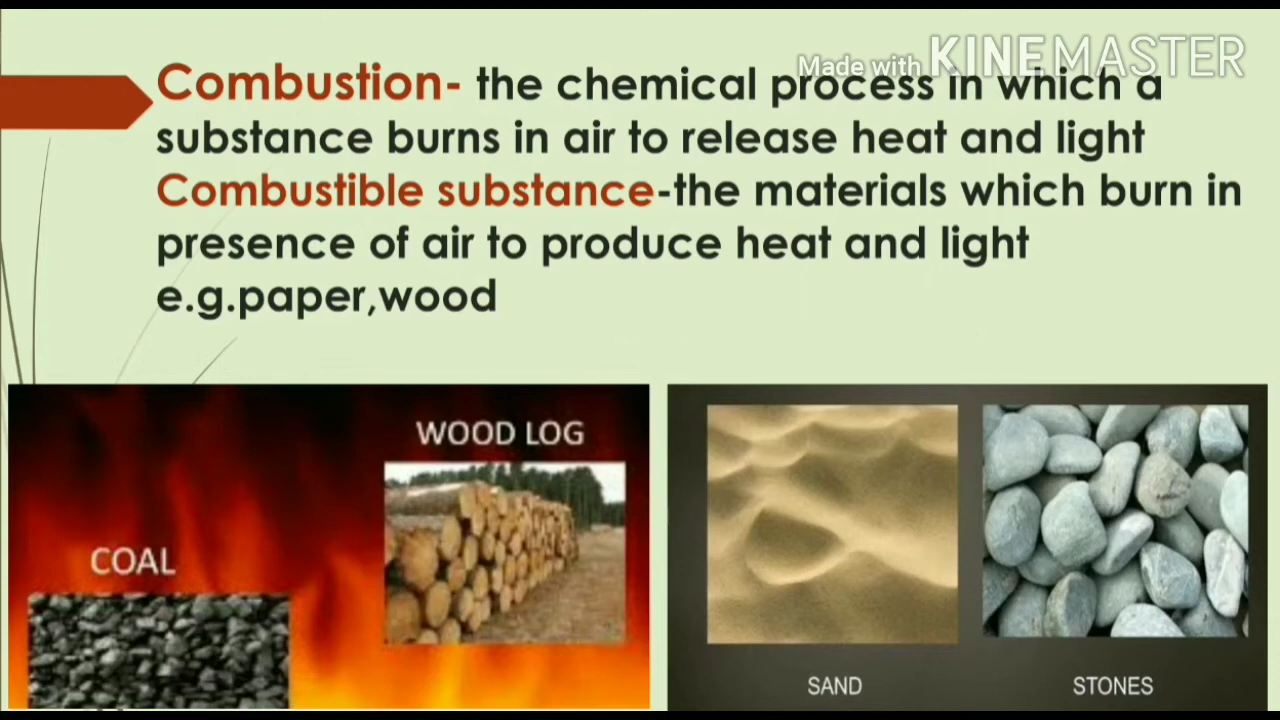 Made with KINEMASTER
Combustion- the chemical process in which a
substance burns in air to release heat and light
Combustible substance-the materials which burn in
presence of air to produce heat and light
e.g.paper,wood
WOOD LOG
COAL
SAND
STONES